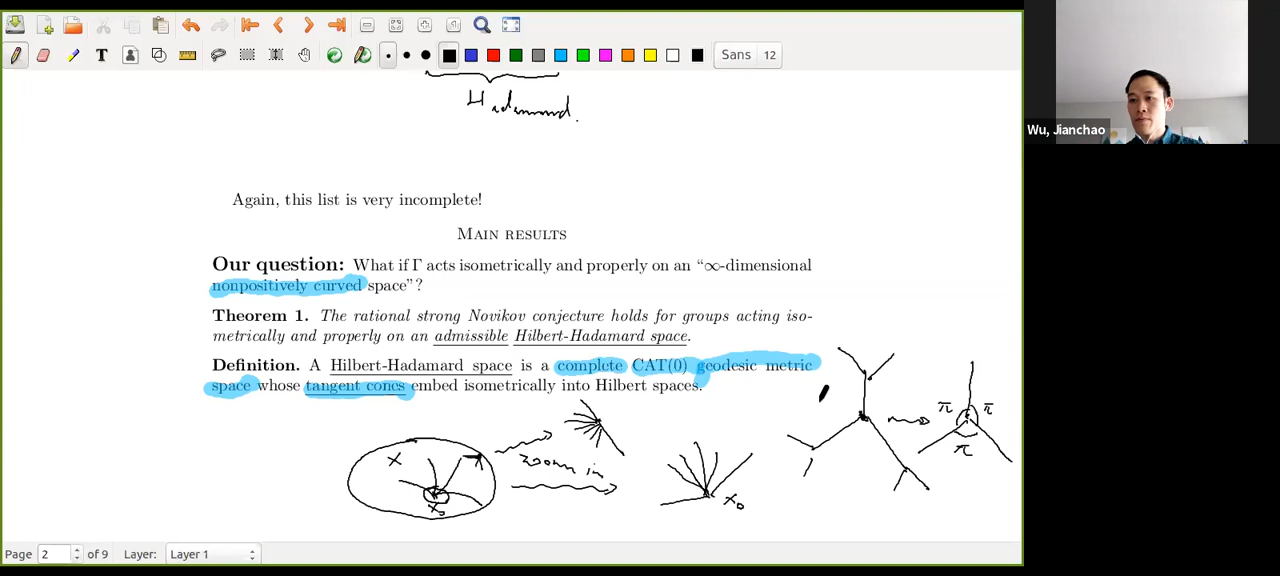 Sans 12
Wu, Jianchao
Hadamard.
Again, this list is very incomplete!
MAIN RESULTS
Our question: What if Γ acts isometrically and properly on an “∞-dimensional
nonpositively curved space”?
Theorem 1. The rational strong Novikov conjecture holds for groups acting iso-
metrically and properly on an admissible Hilbert-Hadamard space.
Definition. A Hilbert-Hadamard space is a complete CAT(0) geodesic metric
space whose tangent cones embed isometrically into Hilbert spaces.
π π
π
X
zoom in
x₀
x₀
Page 2 of 9 Layer: Layer 1